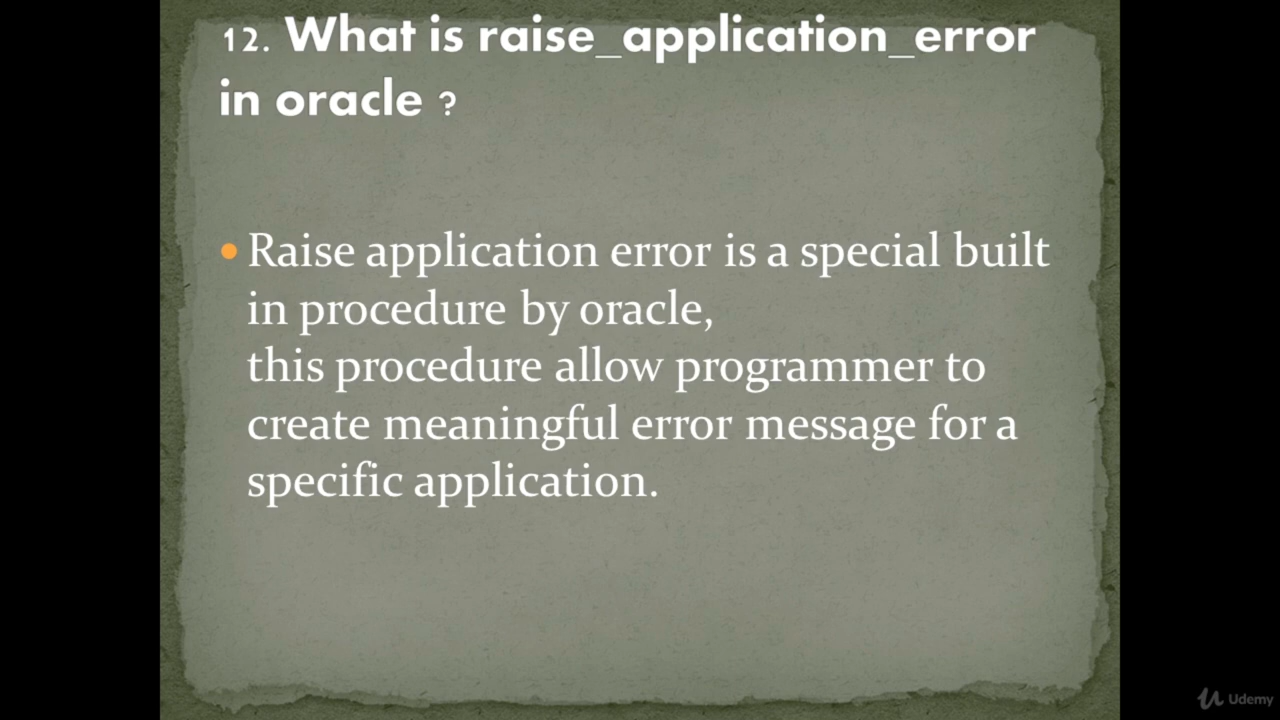 12. What is raise_application_error
in oracle ?
Raise application error is a special built
in procedure by oracle,
this procedure allow programmer to
create meaningful error message for a
specific application.
Udemy